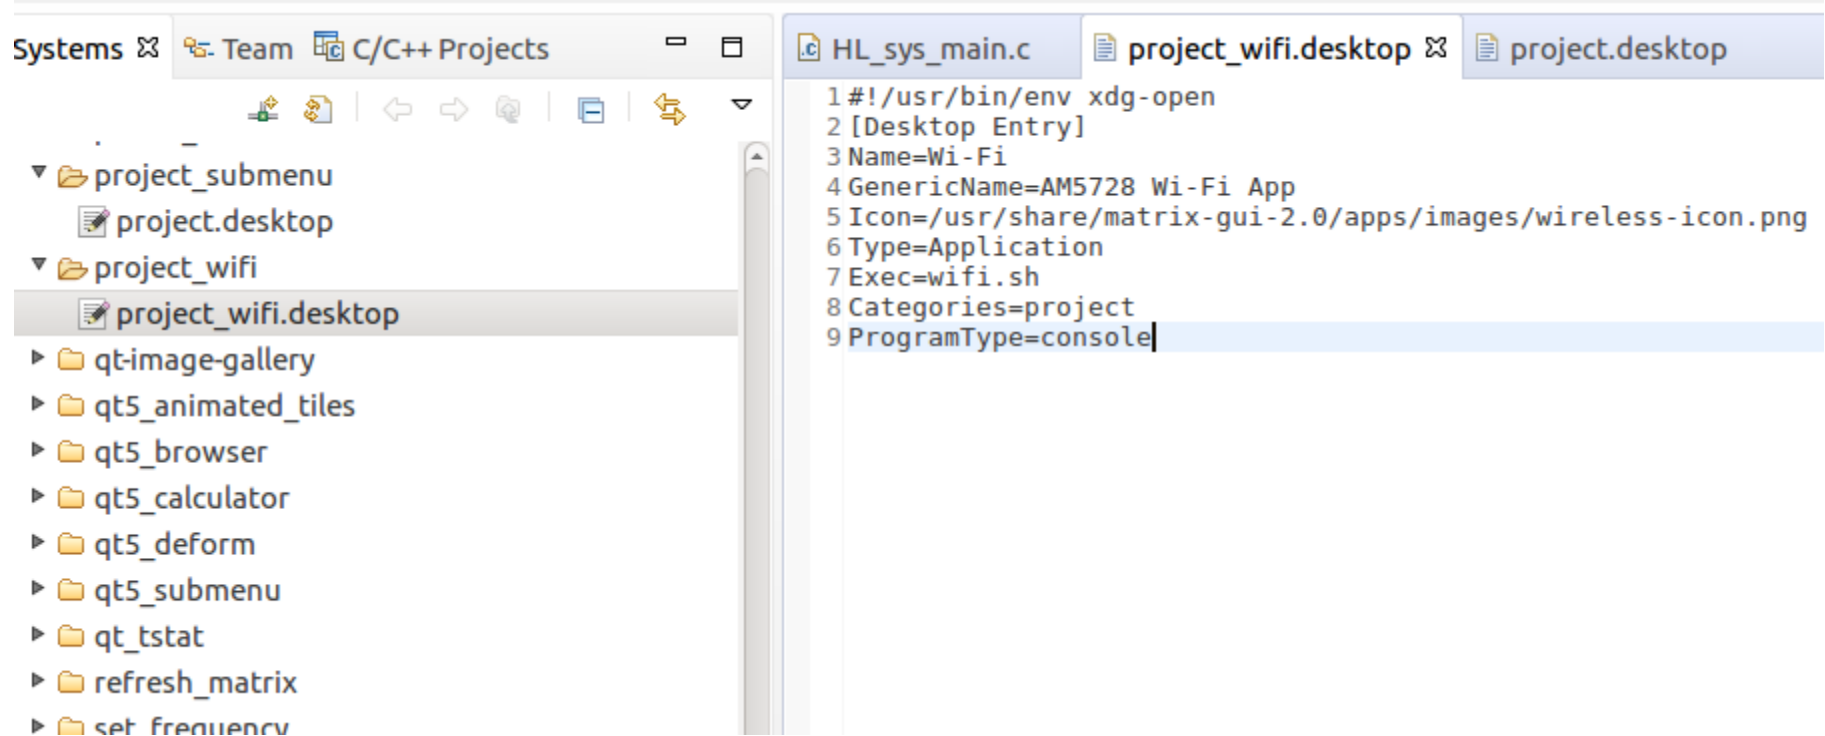 Systems Team C/C++ Projects
project_submenu
project.desktop
project_wifi
project_wifi.desktop
qt-image-gallery
qt5_animated_tiles
qt5_browser
qt5_calculator
qt5_deform
qt5_submenu
qt_tstat
refresh_matrix
set_frequency
HL_sys_main.c project_wifi.desktop project.desktop
1 #!/usr/bin/env xdg-open
2 [Desktop Entry]
3 Name=Wi-Fi
4 GenericName=AM5728 Wi-Fi App
5 Icon=/usr/share/matrix-gui-2.0/apps/images/wireless-icon.png
6 Type=Application
7 Exec=wifi.sh
8 Categories=project
9 ProgramType=console